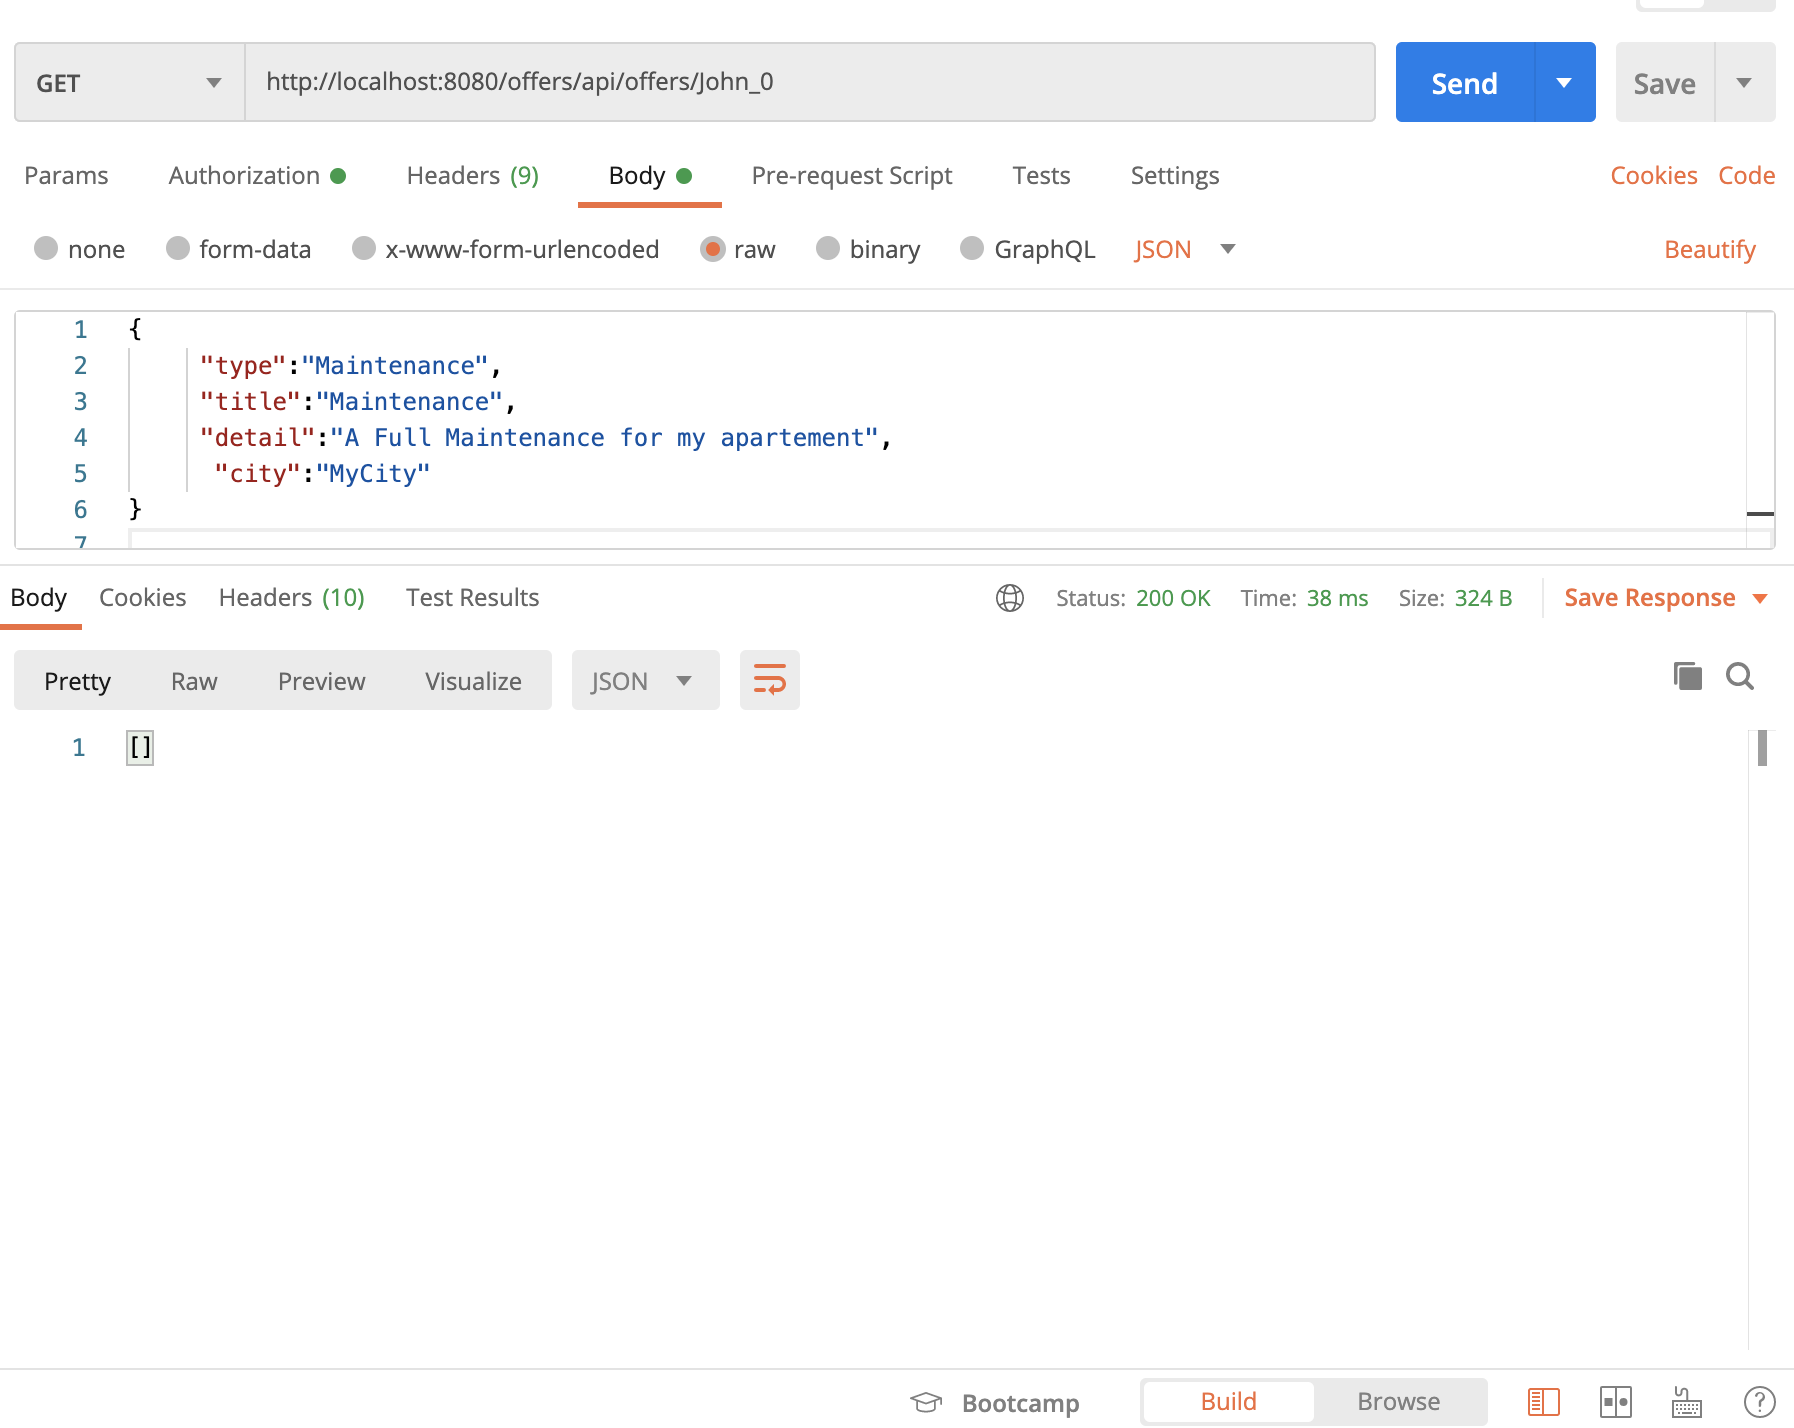 GET http://localhost:8080/offers/api/offers/John_0 Send Save
Params Authorization Headers (9) Body Pre-request Script Tests Settings Cookies Code
none form-data x-www-form-urlencoded raw binary GraphQL JSON Beautify
1 {
2 "type":"Maintenance",
3 "title":"Maintenance",
4 "detail":"A Full Maintenance for my apartement",
5 "city":"MyCity"
6 }
7
Body Cookies Headers (10) Test Results Status: 200 OK Time: 38 ms Size: 324 B Save Response
Pretty Raw Preview Visualize JSON
1 []
Bootcamp Build Browse ?